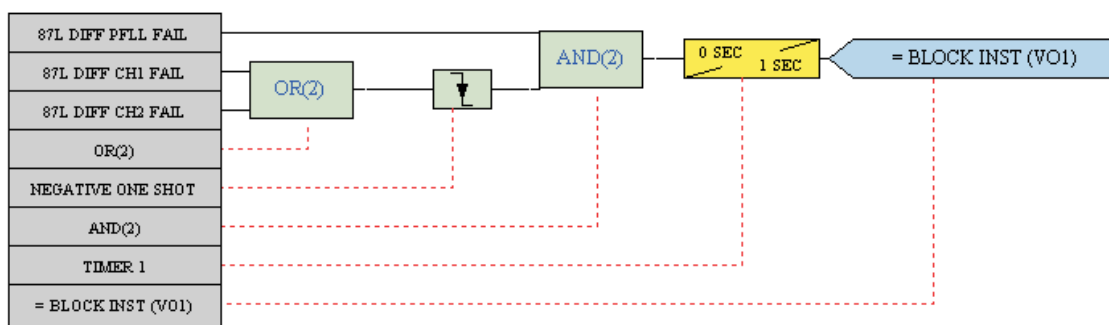 87L DIFF PFLL FAIL
87L DIFF CH1 FAIL
87L DIFF CH2 FAIL
OR(2)
NEGATIVE ONE SHOT
AND(2)
TIMER 1
= BLOCK INST (VO1)
OR(2)
AND(2)
0 SEC
1 SEC
= BLOCK INST (VO1)